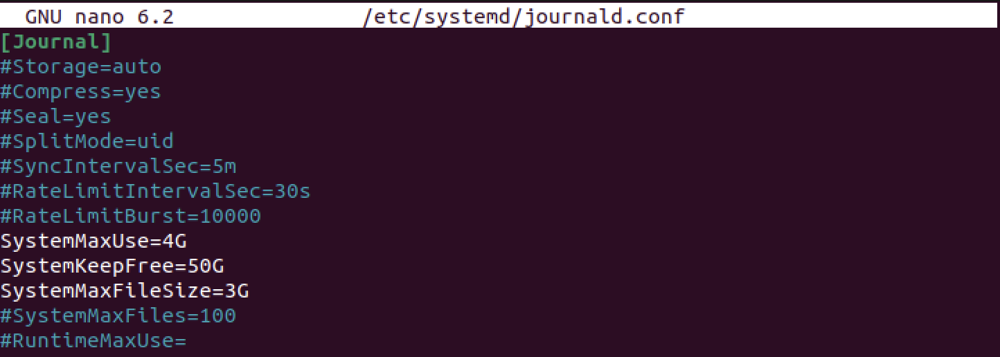 GNU nano 6.2 /etc/systemd/journald.conf
[Journal]
#Storage=auto
#Compress=yes
#Seal=yes
#SplitMode=uid
#SyncIntervalSec=5m
#RateLimitIntervalSec=30s
#RateLimitBurst=10000
SystemMaxUse=4G
SystemKeepFree=50G
SystemMaxFileSize=3G
#SystemMaxFiles=100
#RuntimeMaxUse=